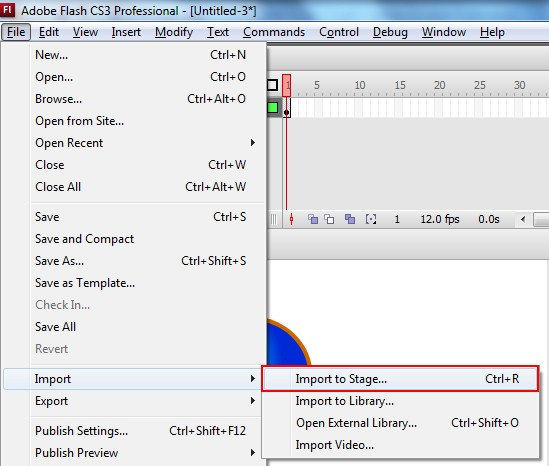 Fl Adobe Flash CS3 Professional - [Untitled-3*]
File Edit View Insert Modify Text Commands Control Debug Window Help
New... Ctrl+N
Open... Ctrl+O
Browse... Ctrl+Alt+O
Open from Site...
Open Recent
Close Ctrl+W
Close All Ctrl+Alt+W
Save Ctrl+S
Save and Compact
Save As... Ctrl+Shift+S
Save as Template...
Check In...
Save All
Revert
Import
Export
Publish Settings... Ctrl+Shift+F12
Publish Preview
1 5 10 15 20 25 30
1 12.0 fps 0.0s
Import to Stage... Ctrl+R
Import to Library...
Open External Library... Ctrl+Shift+O
Import Video...